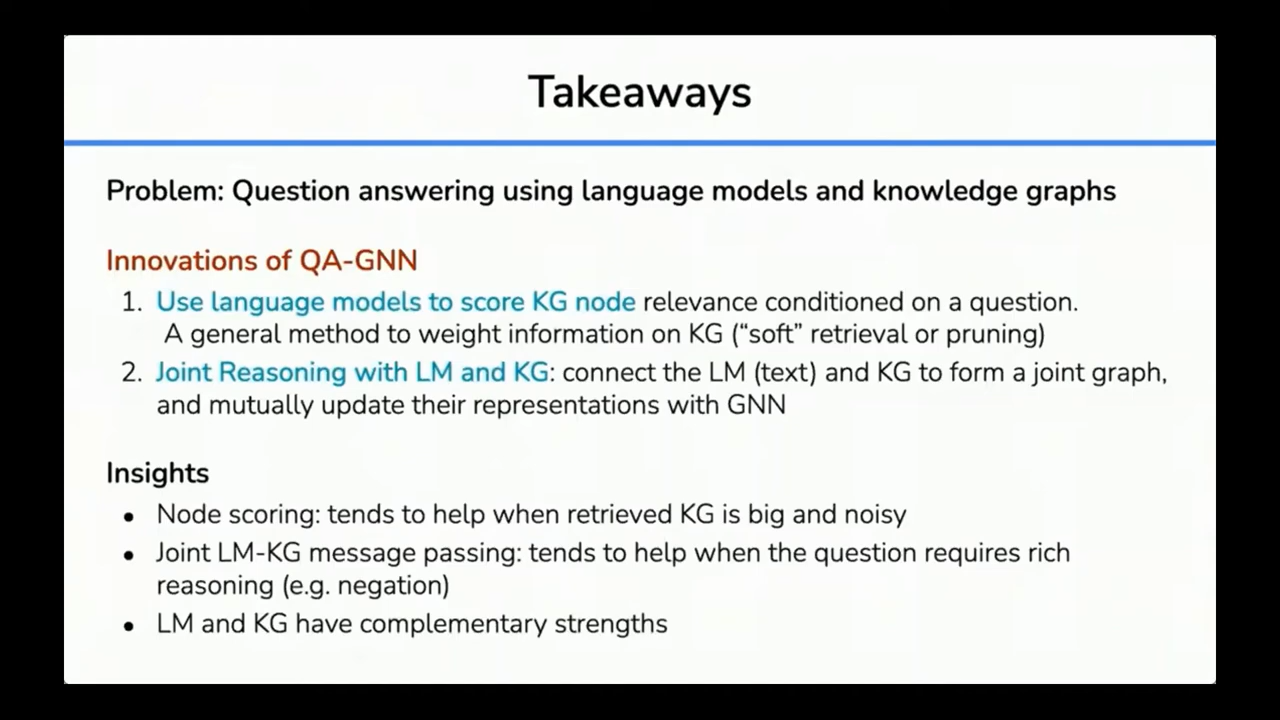 Takeaways
Problem: Question answering using language models and knowledge graphs
Innovations of QA-GNN
1. Use language models to score KG node relevance conditioned on a question.
A general method to weight information on KG (“soft” retrieval or pruning)
2. Joint Reasoning with LM and KG: connect the LM (text) and KG to form a joint graph,
and mutually update their representations with GNN
Insights
● Node scoring: tends to help when retrieved KG is big and noisy
● Joint LM-KG message passing: tends to help when the question requires rich
reasoning (e.g. negation)
● LM and KG have complementary strengths